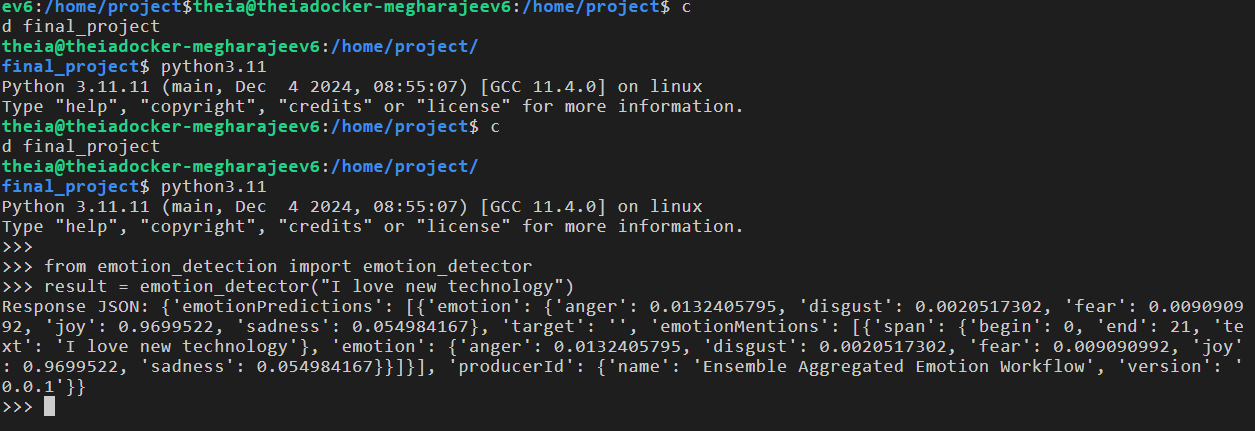 ev6:/home/project$theia@theiadocker-megharajeev6:/home/project$ c
d final_project
theia@theiadocker-megharajeev6:/home/project/
final_project$ python3.11
Python 3.11.11 (main, Dec  4 2024, 08:55:07) [GCC 11.4.0] on linux
Type "help", "copyright", "credits" or "license" for more information.
theia@theiadocker-megharajeev6:/home/project$ c
d final_project
theia@theiadocker-megharajeev6:/home/project/
final_project$ python3.11
Python 3.11.11 (main, Dec  4 2024, 08:55:07) [GCC 11.4.0] on linux
Type "help", "copyright", "credits" or "license" for more information.
>>>
>>> from emotion_detection import emotion_detector
>>> result = emotion_detector("I love new technology")
Response JSON: {'emotionPredictions': [{'emotion': {'anger': 0.0132405795, 'disgust': 0.0020517302, 'fear': 0.0090909
92, 'joy': 0.9699522, 'sadness': 0.054984167}, 'target': '', 'emotionMentions': [{'span': {'begin': 0, 'end': 21, 'te
xt': 'I love new technology'}, 'emotion': {'anger': 0.0132405795, 'disgust': 0.0020517302, 'fear': 0.009090992, 'joy'
: 0.9699522, 'sadness': 0.054984167}}]}], 'producerId': {'name': 'Ensemble Aggregated Emotion Workflow', 'version': '
0.0.1'}}
>>>